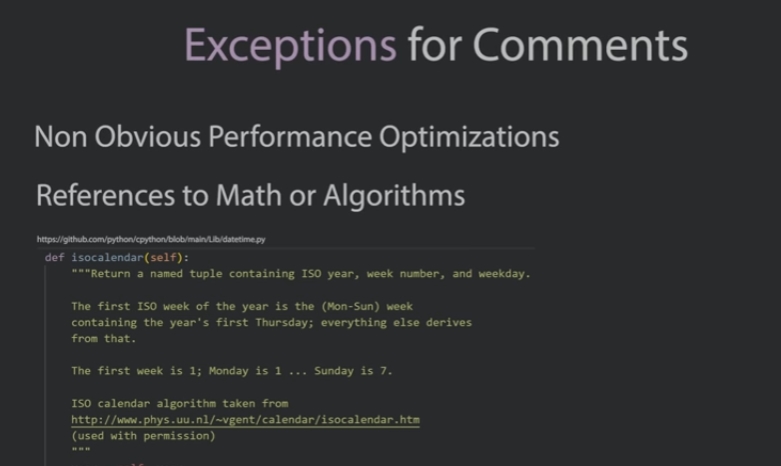 Exceptions for Comments
Non Obvious Performance Optimizations
References to Math or Algorithms
https://github.com/python/cpython/blob/main/Lib/datetime.py
def isocalendar(self):
"""Return a named tuple containing ISO year, week number, and weekday.
The first ISO week of the year is the (Mon-Sun) week
containing the year's first Thursday; everything else derives
from that.
The first week is 1; Monday is 1 ... Sunday is 7.
ISO calendar algorithm taken from
http://www.phys.uu.nl/~vgent/calendar/isocalendar.htm
(used with permission)
"""